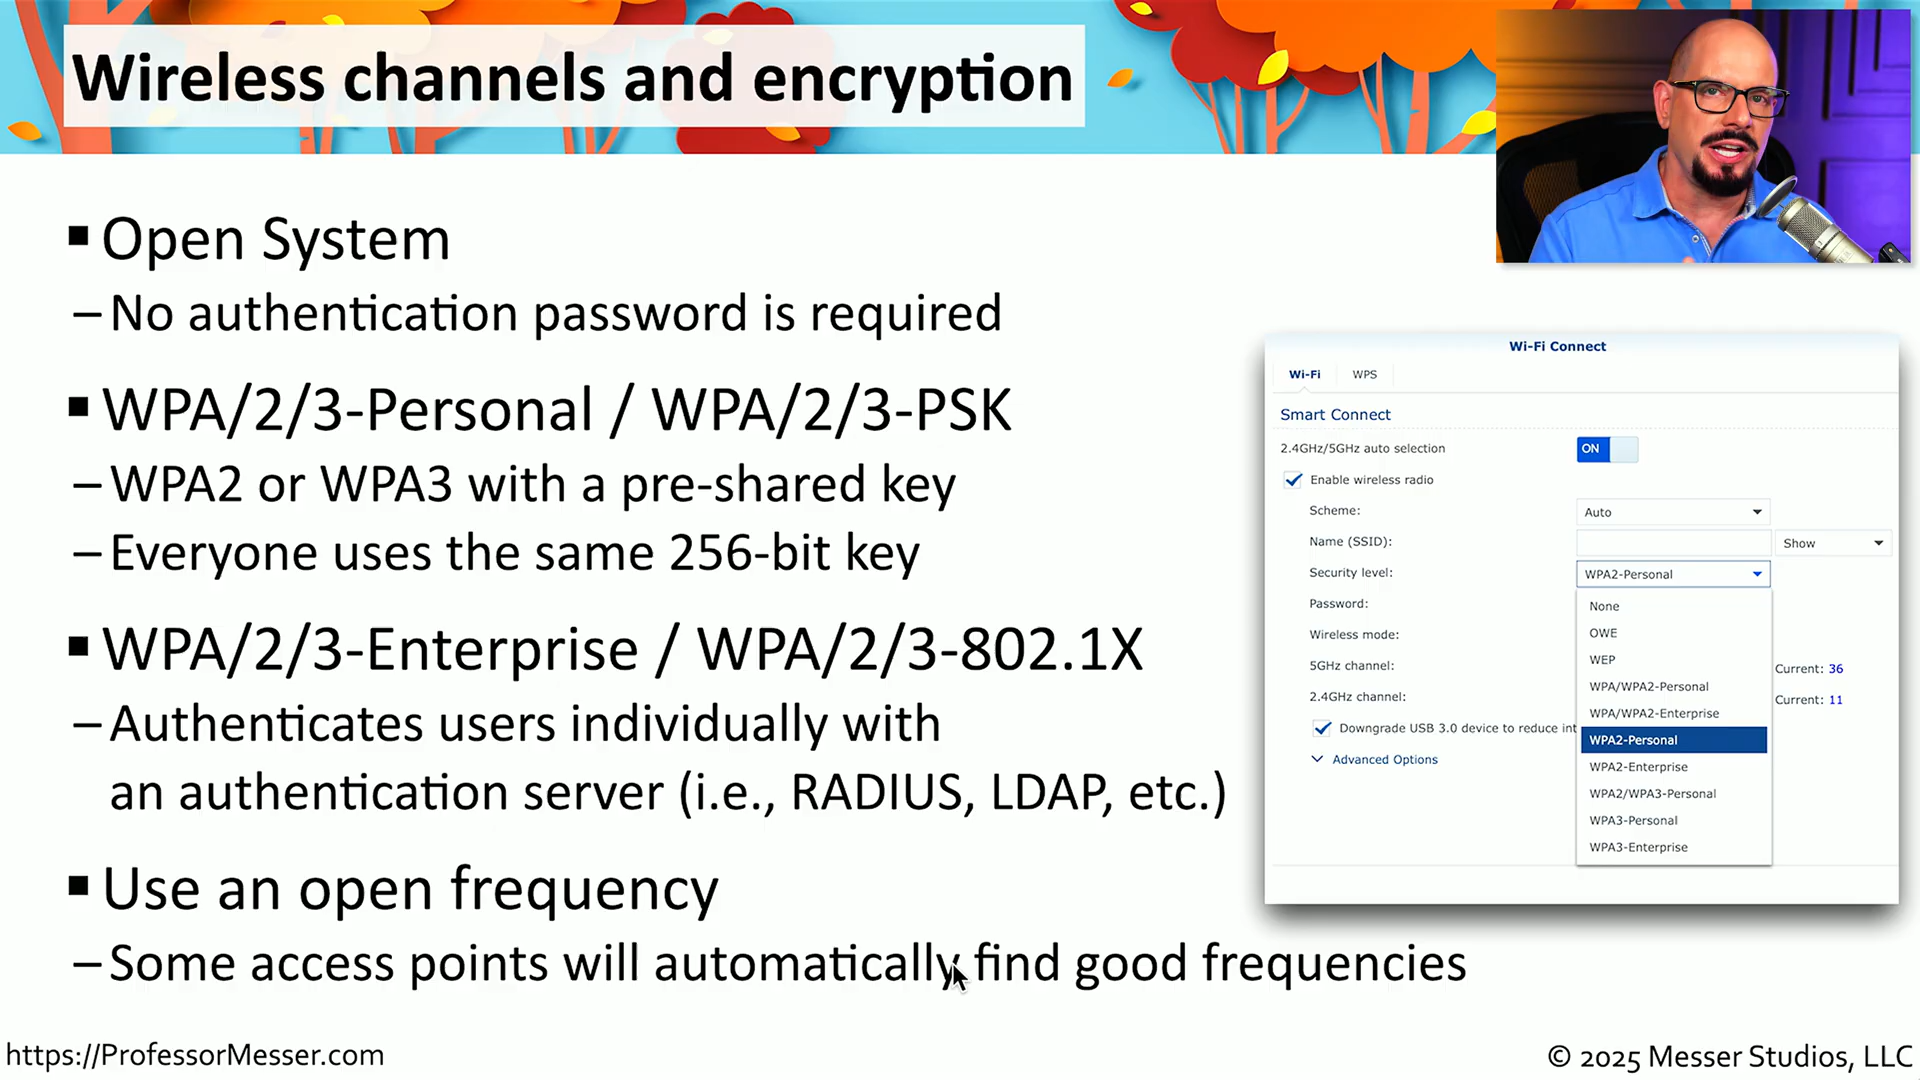 Wireless channels and encryption
▪ Open System
– No authentication password is required
▪ WPA/2/3-Personal / WPA/2/3-PSK
– WPA2 or WPA3 with a pre-shared key
– Everyone uses the same 256-bit key
▪ WPA/2/3-Enterprise / WPA/2/3-802.1X
– Authenticates users individually with
an authentication server (i.e., RADIUS, LDAP, etc.)
▪ Use an open frequency
– Some access points will automatically find good frequencies
Wi-Fi Connect
Wi-Fi WPS
Smart Connect
2.4GHz/5GHz auto selection ON
Enable wireless radio
Scheme: Auto
Name (SSID): Show
Security level: WPA2-Personal
Password:
Wireless mode:
5GHz channel: Current: 36
2.4GHz channel: Current: 11
Downgrade USB 3.0 device to reduce int
Advanced Options
None
OWE
WEP
WPA/WPA2-Personal
WPA/WPA2-Enterprise
WPA2-Personal
WPA2-Enterprise
WPA2/WPA3-Personal
WPA3-Personal
WPA3-Enterprise
https://ProfessorMesser.com
© 2025 Messer Studios, LLC